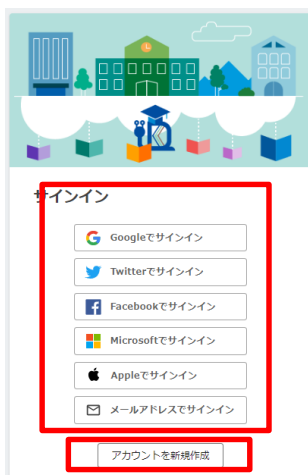 サインイン
Googleでサインイン
Twitterでサインイン
Facebookでサインイン
Microsoftでサインイン
Appleでサインイン
メールアドレスでサインイン
アカウントを新規作成